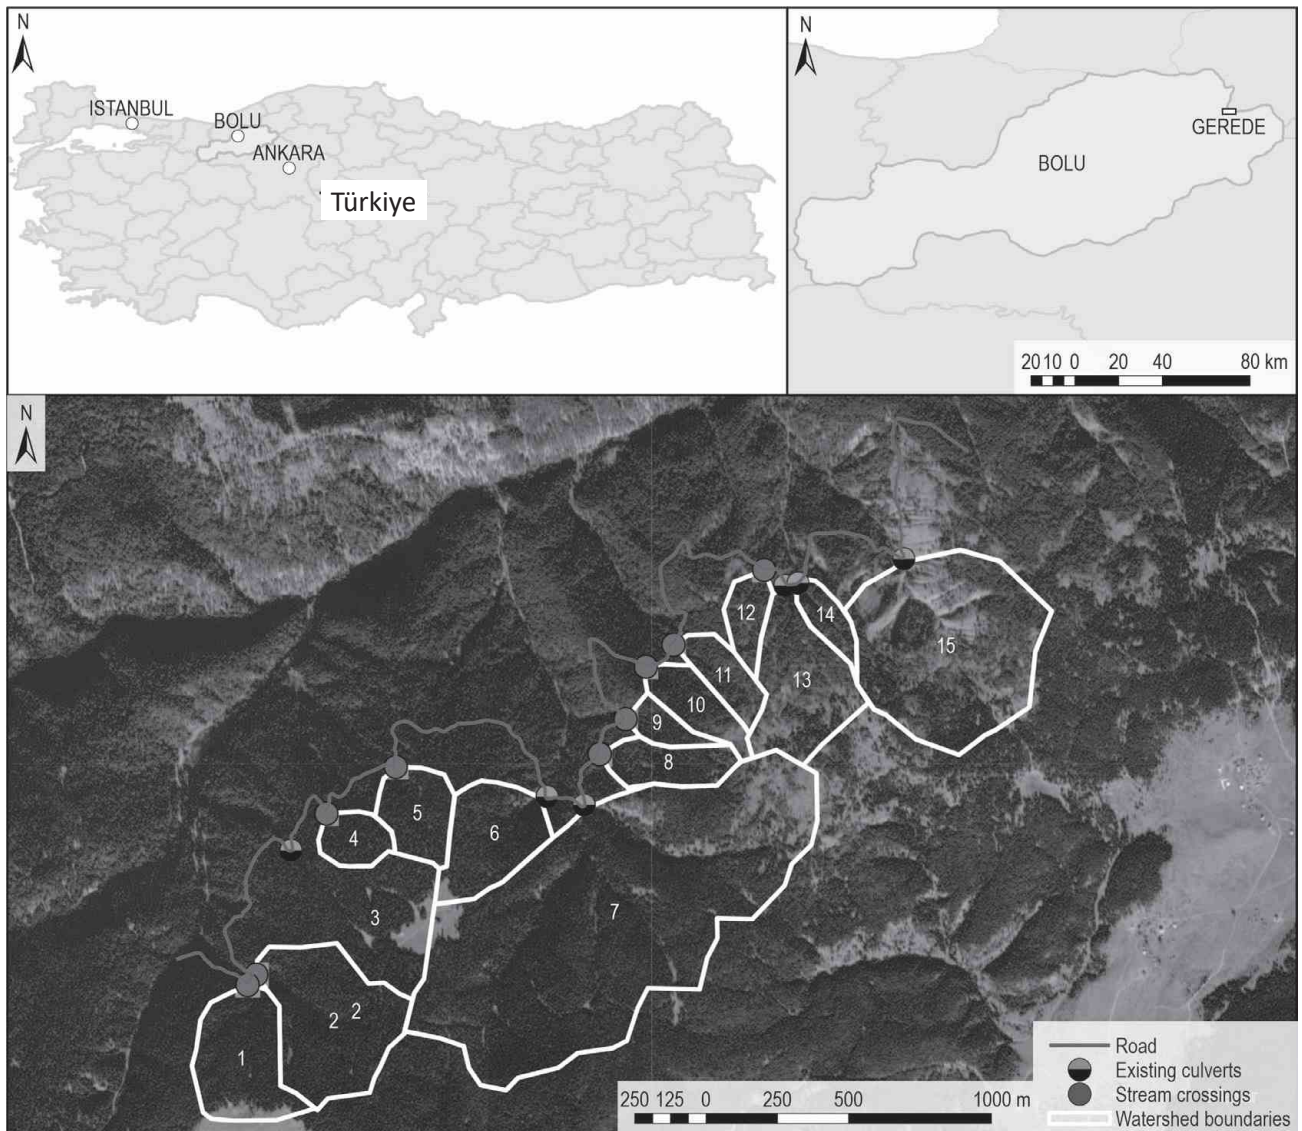 N
ISTANBUL
BOLU
ANKARA
Türkiye
N
GEREDE
BOLU
20 10 0 20 40 80 km
N
12
14
15
11
13
10
9
8
5
6
4
7
3
2 2
1
Road
Existing culverts
Stream crossings
Watershed boundaries
250 125 0 250 500 1000 m